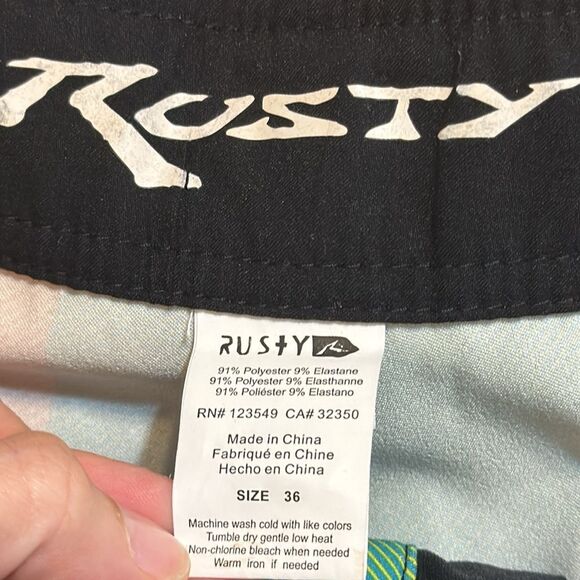 RUSTY
RUSTY
91% Polyester 9% Elastane
91% Polyester 9% Elasthanne
91% Poliéster 9% Elastano
RN# 123549 CA# 32350
Made in China
Fabriqué en Chine
Hecho en China
SIZE 36
Machine wash cold with like colors
Tumble dry gentle low heat
Non-chlorine bleach when needed
Warm iron if needed